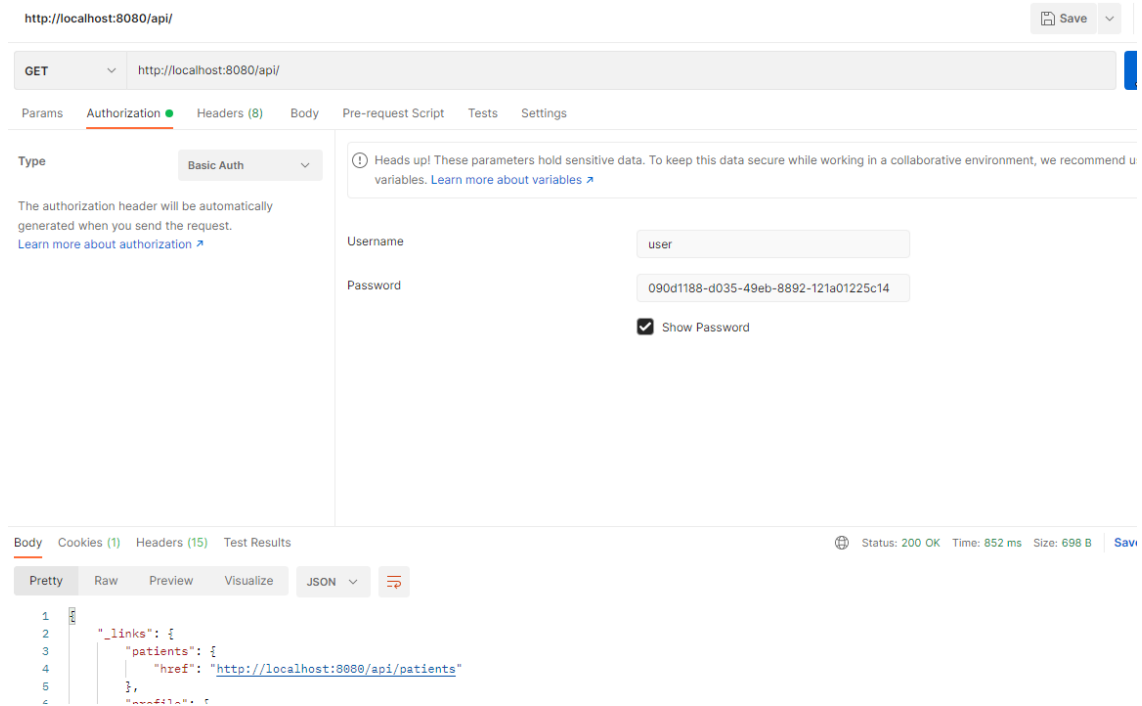 http://localhost:8080/api/
Save
GET http://localhost:8080/api/
Params Authorization Headers (8) Body Pre-request Script Tests Settings
Type Basic Auth
Heads up! These parameters hold sensitive data. To keep this data secure while working in a collaborative environment, we recommend
variables. Learn more about variables ↗
The authorization header will be automatically
generated when you send the request.
Learn more about authorization ↗
Username user
Password 090d1188-d035-49eb-8892-121a01225c14
Show Password
Body Cookies (1) Headers (15) Test Results Status: 200 OK Time: 852 ms Size: 698 B Save
Pretty Raw Preview Visualize JSON
1 {
2 "_links": {
3 "patients": {
4 "href": "http://localhost:8080/api/patients"
5 },
6 "profile": {